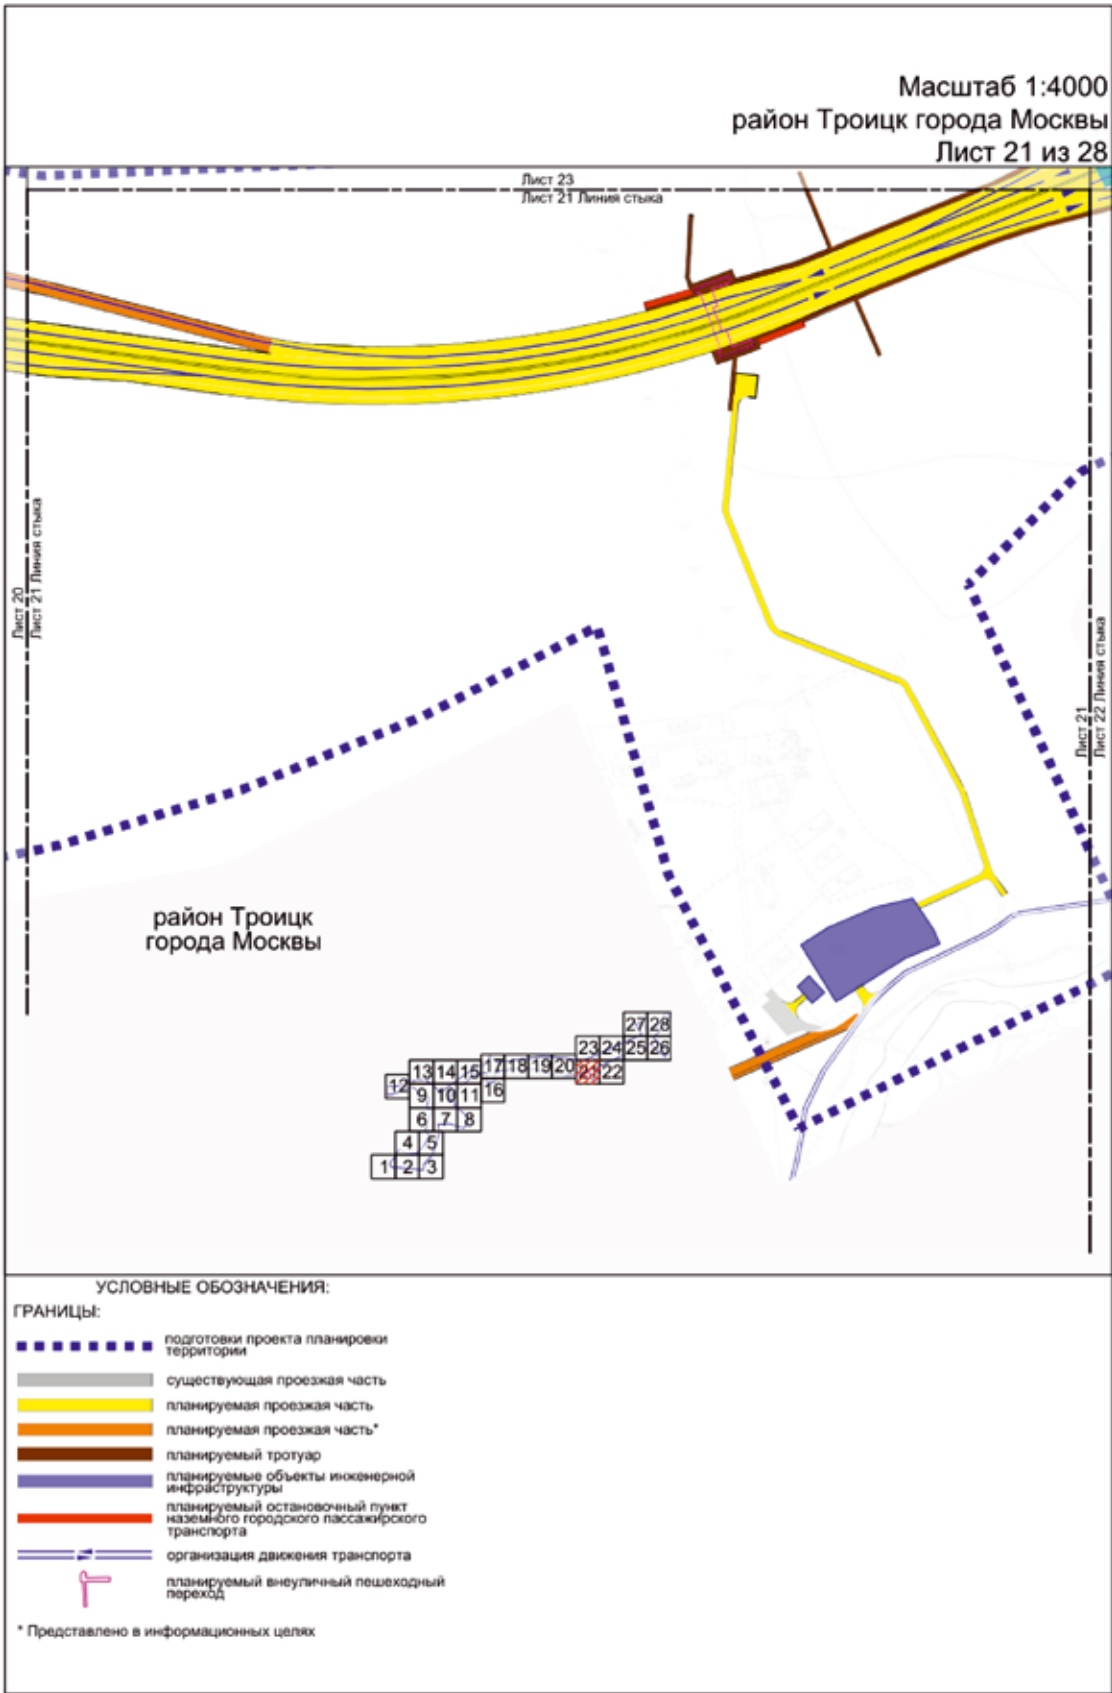 Масштаб 1:4000
район Троицк города Москвы
Лист 21 из 28
Лист 23
Лист 21 Линия стыка
Лист 20
Лист 21 Линия стыка
Лист 21
Лист 22 Линия стыка
район Троицк
города Москвы
27 28
23 24 25 26
13 14 15 17 18 19 20 21 22
12 9 10 11 16
6 7 8
4 5
1 2 3
УСЛОВНЫЕ ОБОЗНАЧЕНИЯ:
ГРАНИЦЫ:
подготовки проекта планировки
территории
существующая проезжая часть
планируемая проезжая часть
планируемая проезжая часть*
планируемый тротуар
планируемые объекты инженерной
инфраструктуры
планируемый остановочный пункт
наземного городского пассажирского
транспорта
организация движения транспорта
планируемый внеуличный пешеходный
переход
* Представлено в информационных целях